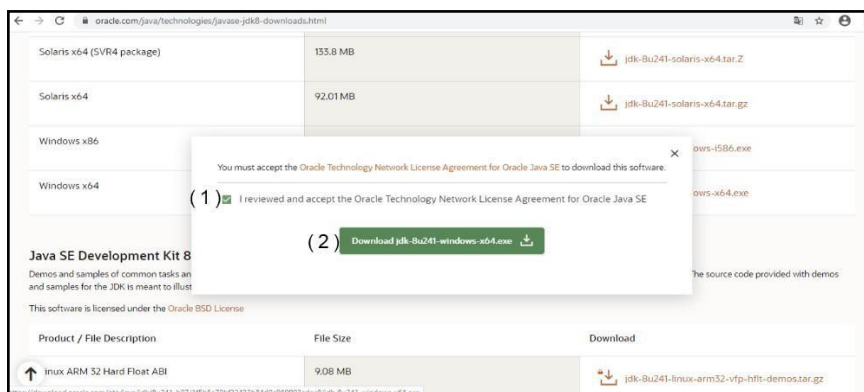 oracle.com/java/technologies/javase-jdk8-downloads.html
Solaris x64 (SVR4 package) 133.8 MB jdk-8u241-solaris-x64.tar.Z
Solaris x64 92.01 MB jdk-8u241-solaris-x64.tar.gz
Windows x86 ows-i586.exe
You must accept the Oracle Technology Network License Agreement for Oracle Java SE to download this software.
Windows x64 ows-x64.exe
(1) I reviewed and accept the Oracle Technology Network License Agreement for Oracle Java SE
(2) Download jdk-8u241-windows-x64.exe
Java SE Development Kit 8
Demos and samples of common tasks an he source code provided with demos
and samples for the JDK is meant to illust
This software is licensed under the Oracle BSD License
Product / File Description File Size Download
inux ARM 32 Hard Float ABI 9.08 MB jdk-8u241-linux-arm32-vfp-hflt-demos.tar.gz